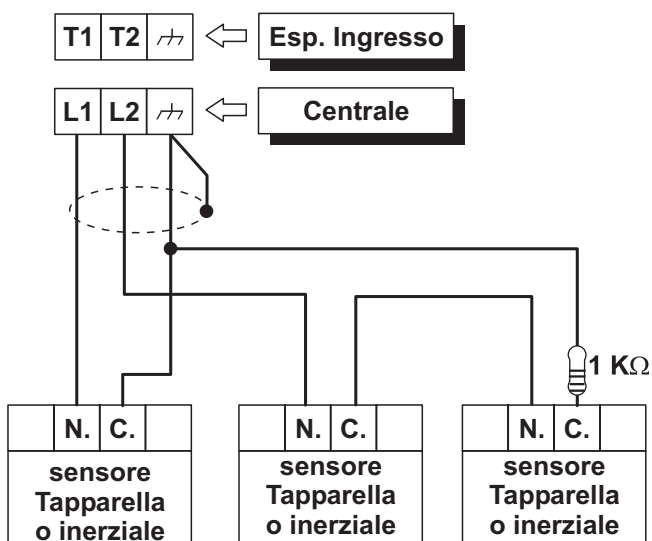 T1 T2 Esp. Ingresso
L1 L2 Centrale
1 KΩ
N. C. N. C. N. C.
sensore
Tapparella
o inerziale
sensore
Tapparella
o inerziale
sensore
Tapparella
o inerziale